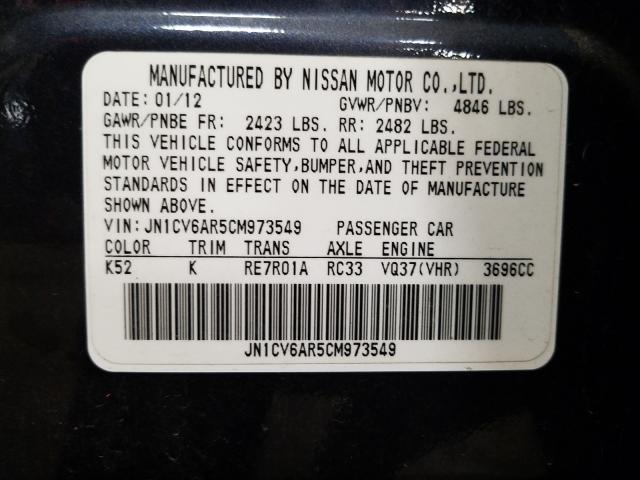 MANUFACTURED BY NISSAN MOTOR CO.,LTD.
DATE: 01/12 GVWR/PNBV: 4846 LBS.
GAWR/PNBE FR: 2423 LBS. RR: 2482 LBS.
THIS VEHICLE CONFORMS TO ALL APPLICABLE FEDERAL
MOTOR VEHICLE SAFETY,BUMPER,AND THEFT PREVENTION
STANDARDS IN EFFECT ON THE DATE OF MANUFACTURE
SHOWN ABOVE.
VIN:JN1CV6AR5CM973549 PASSENGER CAR
COLOR TRIM TRANS AXLE ENGINE
K52 K RE7R01A RC33 VQ37(VHR) 3696CC
JN1CV6AR5CM973549